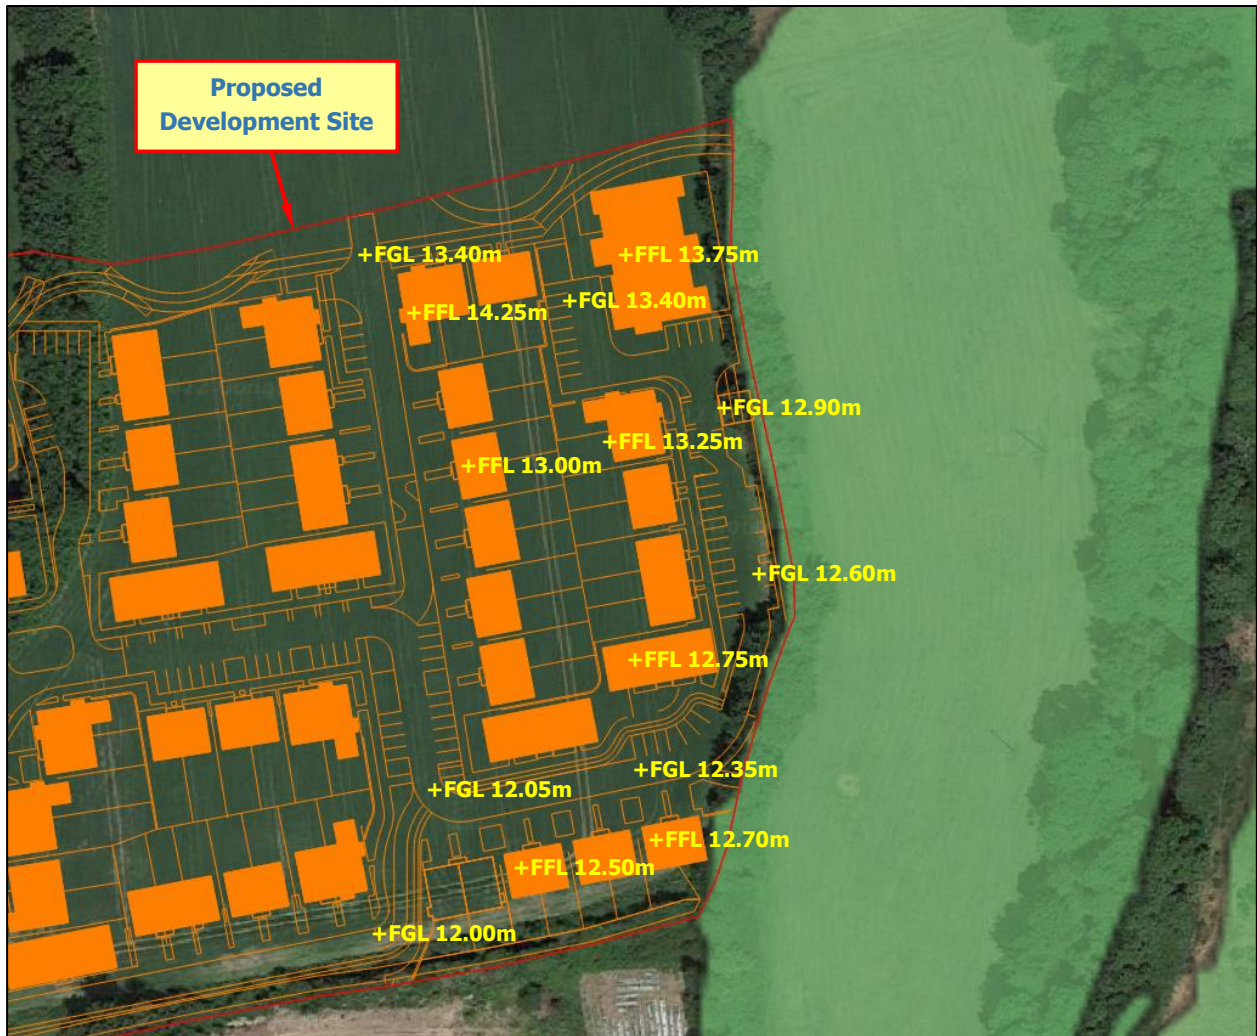 Proposed
Development Site
+FGL 13.40m
+FFL 13.75m
+FGL 13.40m
+FFL 14.25m
+FGL 12.90m
+FFL 13.25m
+FFL 13.00m
+FGL 12.60m
+FFL 12.75m
+FGL 12.35m
+FGL 12.05m
+FFL 12.70m
+FFL 12.50m
+FGL 12.00m